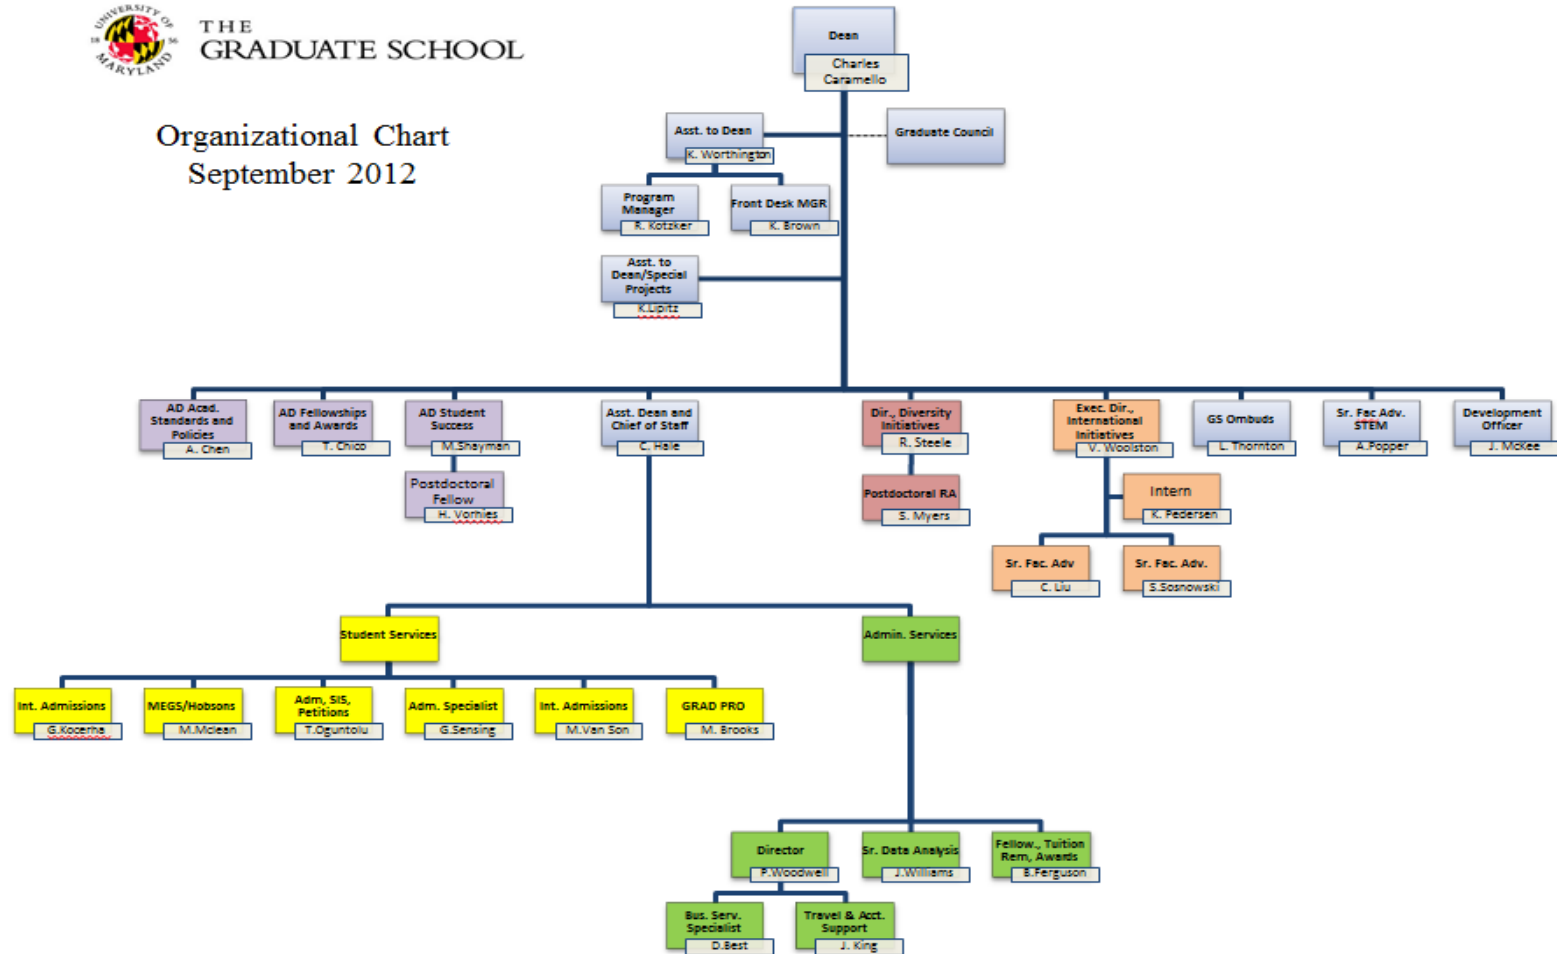 UNIVERSITY OF
18 56
MARYLAND
THE
GRADUATE SCHOOL
Organizational Chart
September 2012
Dean
Charles
Caramello
Asst. to Dean
K. Worthington
Graduate Council
Program
Manager
R. Kotzker
Front Desk MGR
K. Brown
Asst. to
Dean/Special
Projects
K.Lipitz
AD Acad.
Standards and
Policies
A. Chen
AD Fellowships
and Awards
T. Chico
AD Student
Success
M.Shayman
Asst. Dean and
Chief of Staff
C. Hale
Dir., Diversity
Initiatives
R. Steele
Exec. Dir.,
International
Initiatives
V. Woolston
GS Ombuds
L. Thornton
Sr. Fac Adv.
STEM
A.Popper
Development
Officer
J. McKee
Postdoctoral
Fellow
H. Vorhies
Postdoctoral RA
S. Myers
Intern
K. Pedersen
Sr. Fac. Adv
C. Liu
Sr. Fac. Adv.
S.Sosnowski
Student Services
Admin. Services
Int. Admissions
G.Kocerha
MEGS/Hobsons
M.Mclean
Adm, SIS,
Petitions
T.Oguntolu
Adm. Specialist
G.Sensing
Int. Admissions
M.Van Son
GRAD PRO
M. Brooks
Director
P.Woodwell
Sr. Data Analysis
J.Williams
Fellow., Tuition
Rem, Awards
B.Ferguson
Bus. Serv.
Specialist
D.Best
Travel & Acct.
Support
J. King